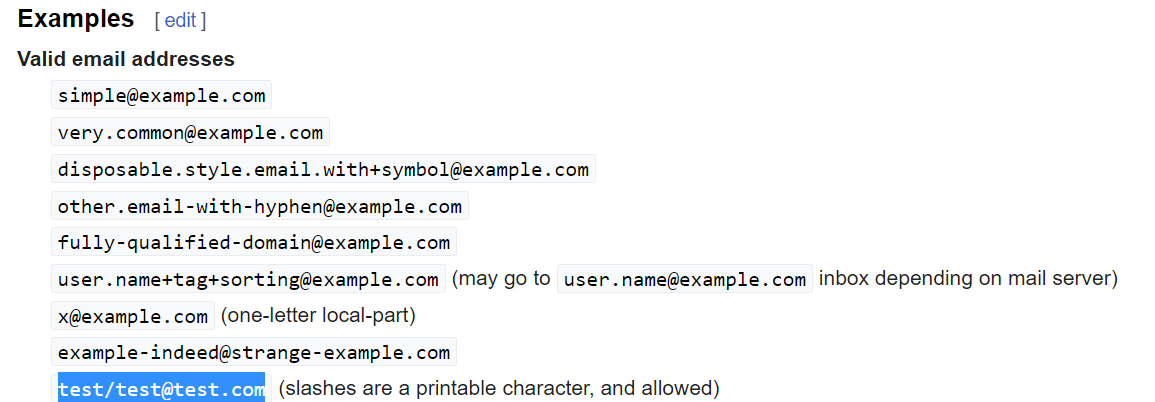 Examples [ edit ]
Valid email addresses
simple@example.com
very.common@example.com
disposable.style.email.with+symbol@example.com
other.email-with-hyphen@example.com
fully-qualified-domain@example.com
user.name+tag+sorting@example.com (may go to user.name@example.com inbox depending on mail server)
x@example.com (one-letter local-part)
example-indeed@strange-example.com
test/test@test.com (slashes are a printable character, and allowed)